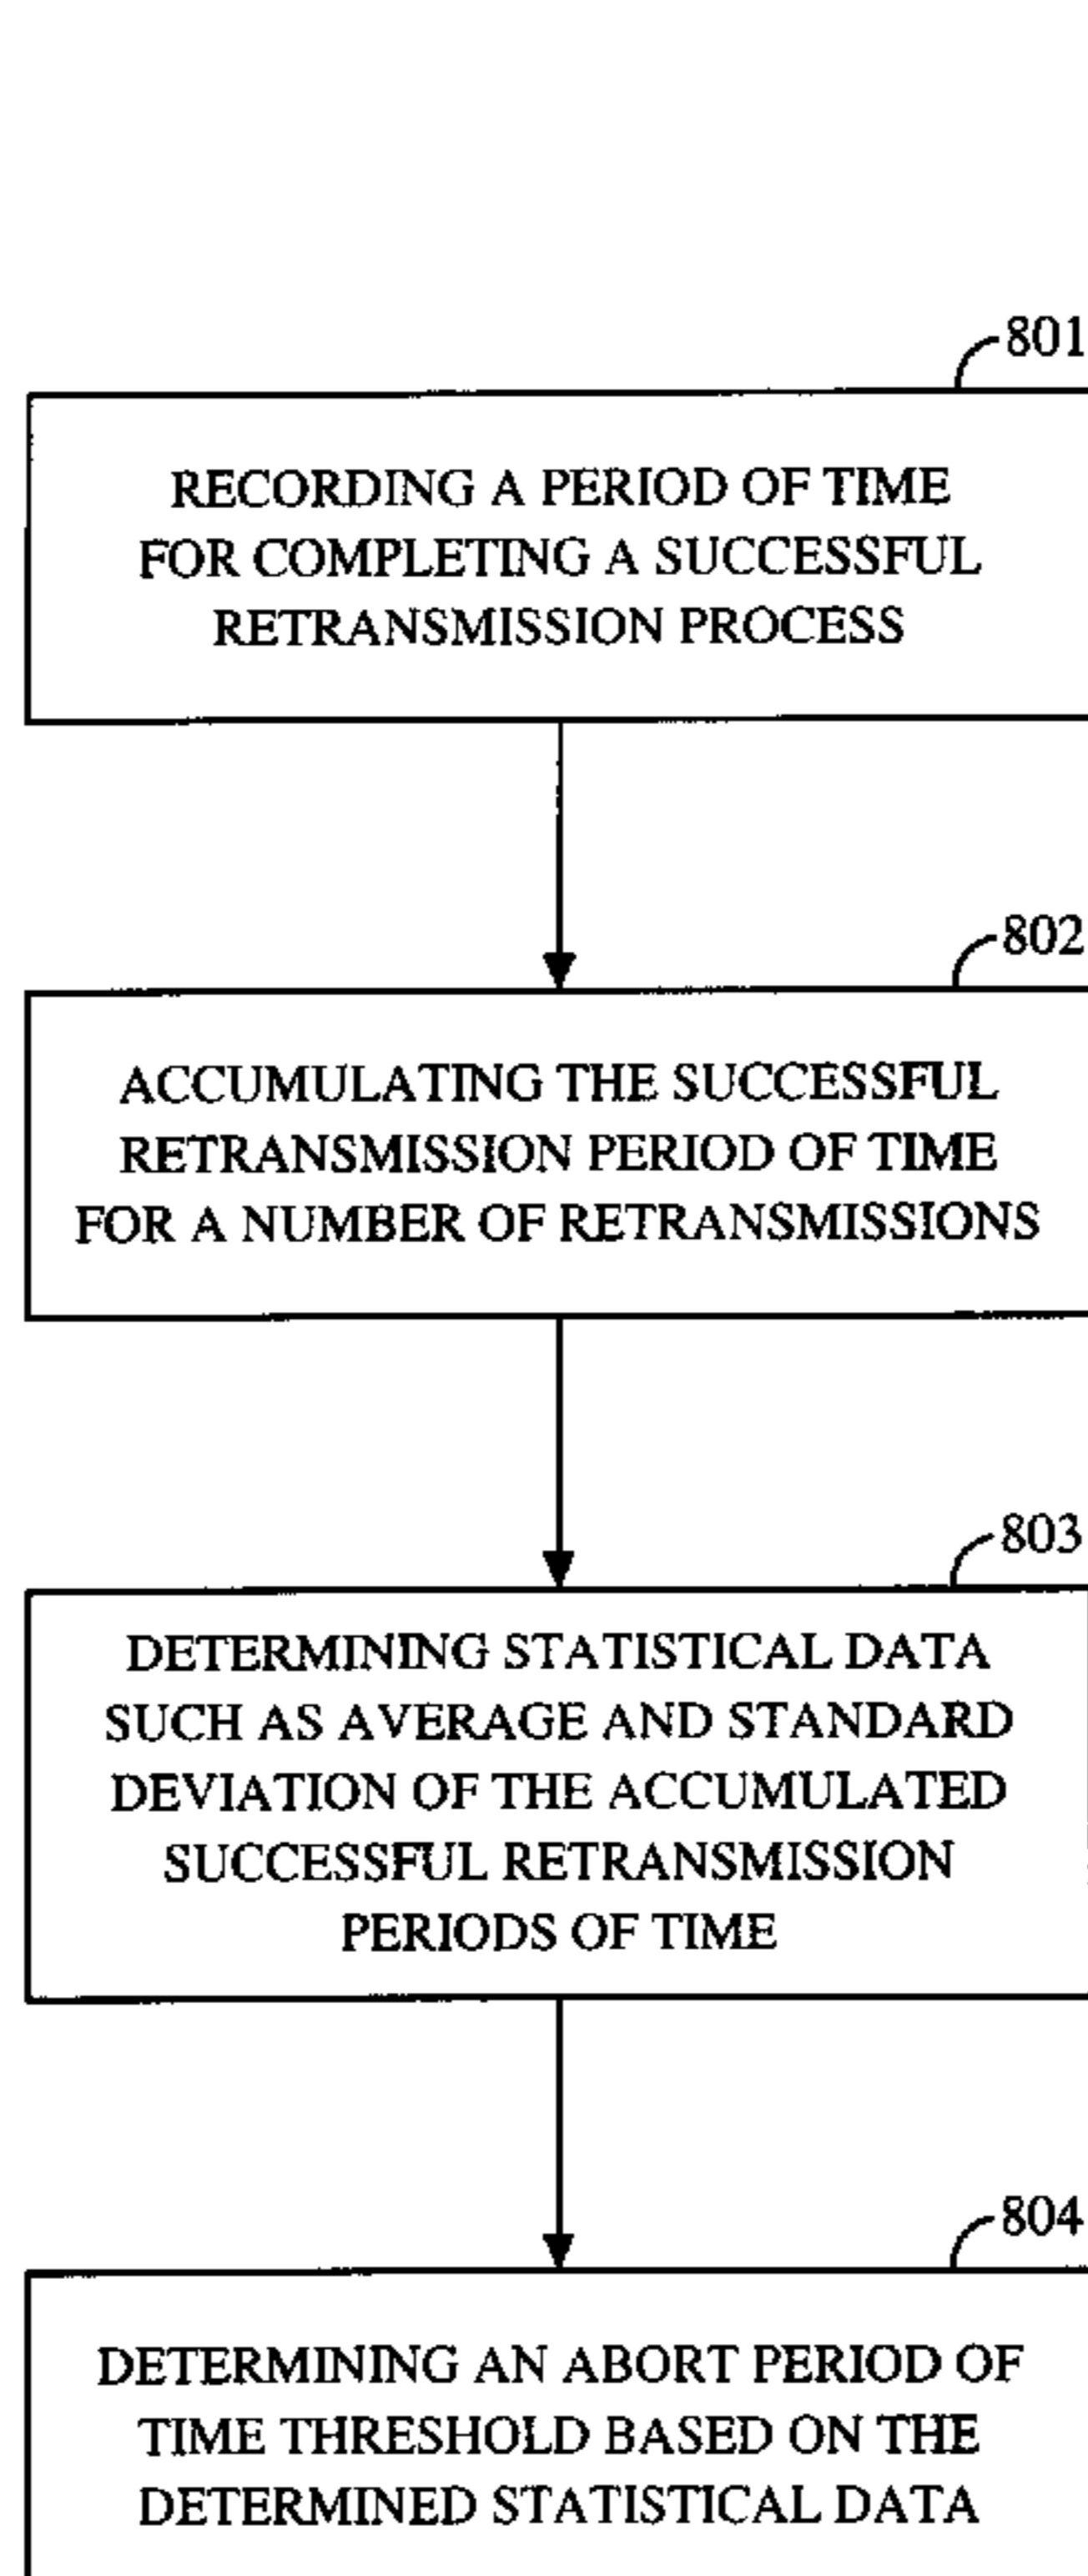 801
RECORDING A PERIOD OF TIME
FOR COMPLETING A SUCCESSFUL
RETRANSMISSION PROCESS
802
ACCUMULATING THE SUCCESSFUL
RETRANSMISSION PERIOD OF TIME
FOR A NUMBER OF RETRANSMISSIONS
803
DETERMINING STATISTICAL DATA
SUCH AS AVERAGE AND STANDARD
DEVIATION OF THE ACCUMULATED
SUCCESSFUL RETRANSMISSION
PERIODS OF TIME
804
DETERMINING AN ABORT PERIOD OF
TIME THRESHOLD BASED ON THE
DETERMINED STATISTICAL DATA